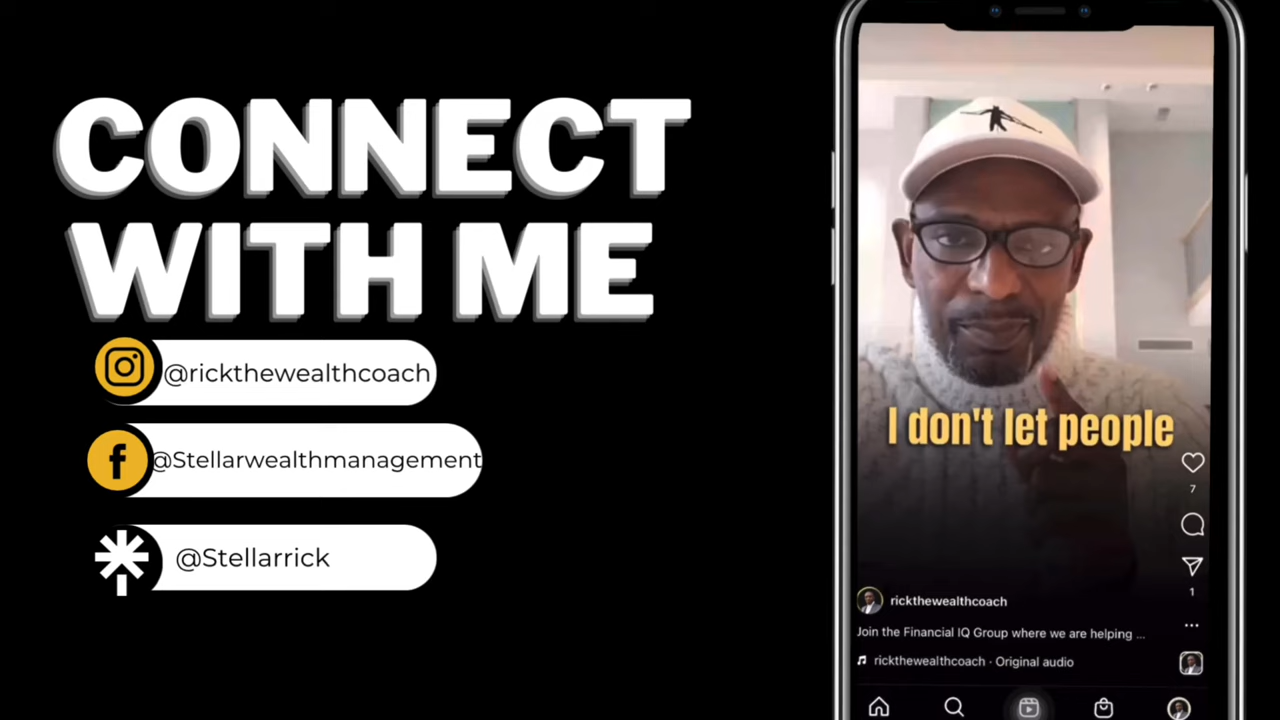 CONNECT
WITH ME
@rickthewealthcoach
@Stellarwealthmanagement
@Stellarrick
I don't let people
7
1
rickthewealthcoach
Join the Financial IQ Group where we are helping ...
rickthewealthcoach · Original audio